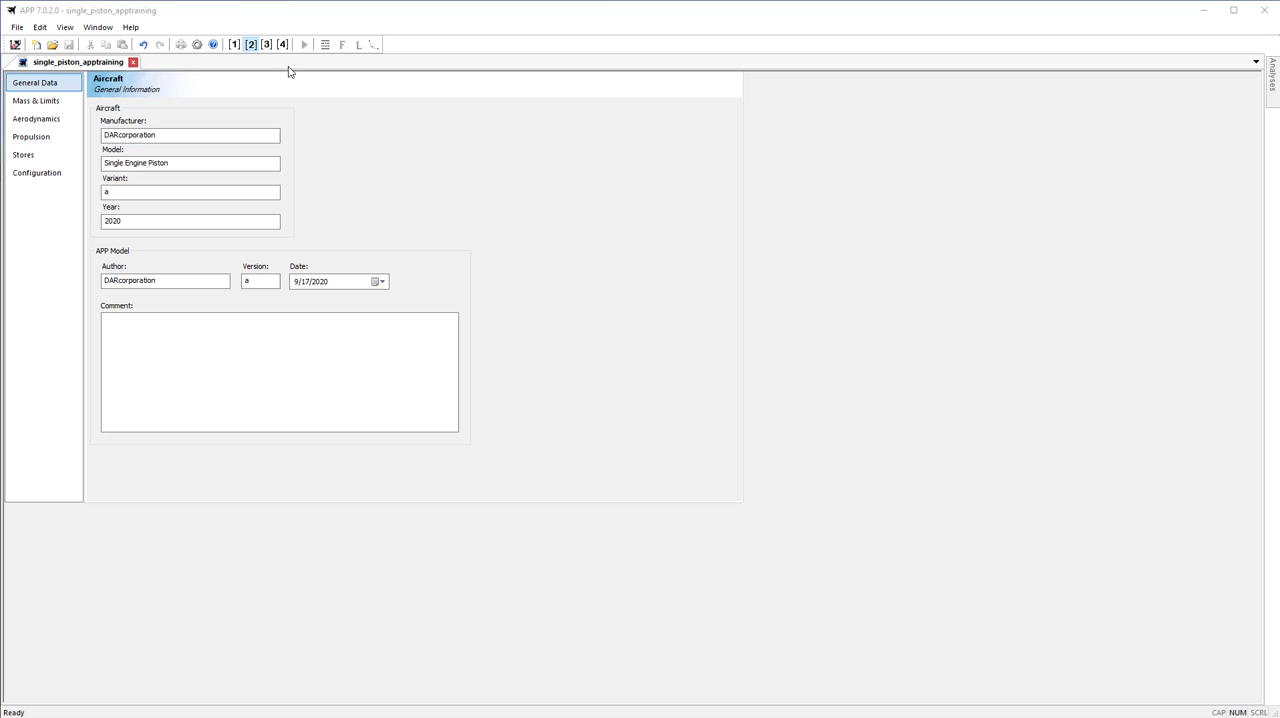 APP 7.0.2.0 - single_piston_apptraining
File Edit View Window Help
[1] [2] [3] [4] F L
single_piston_apptraining
Analyses
General Data
Mass & Limits
Aerodynamics
Propulsion
Stores
Configuration
Aircraft
General Information
Aircraft
Manufacturer:
DARcorporation
Model:
Single Engine Piston
Variant:
a
Year:
2020
APP Model
Author: Version: Date:
DARcorporation a 9/17/2020
Comment:
Ready CAP NUM SCRL